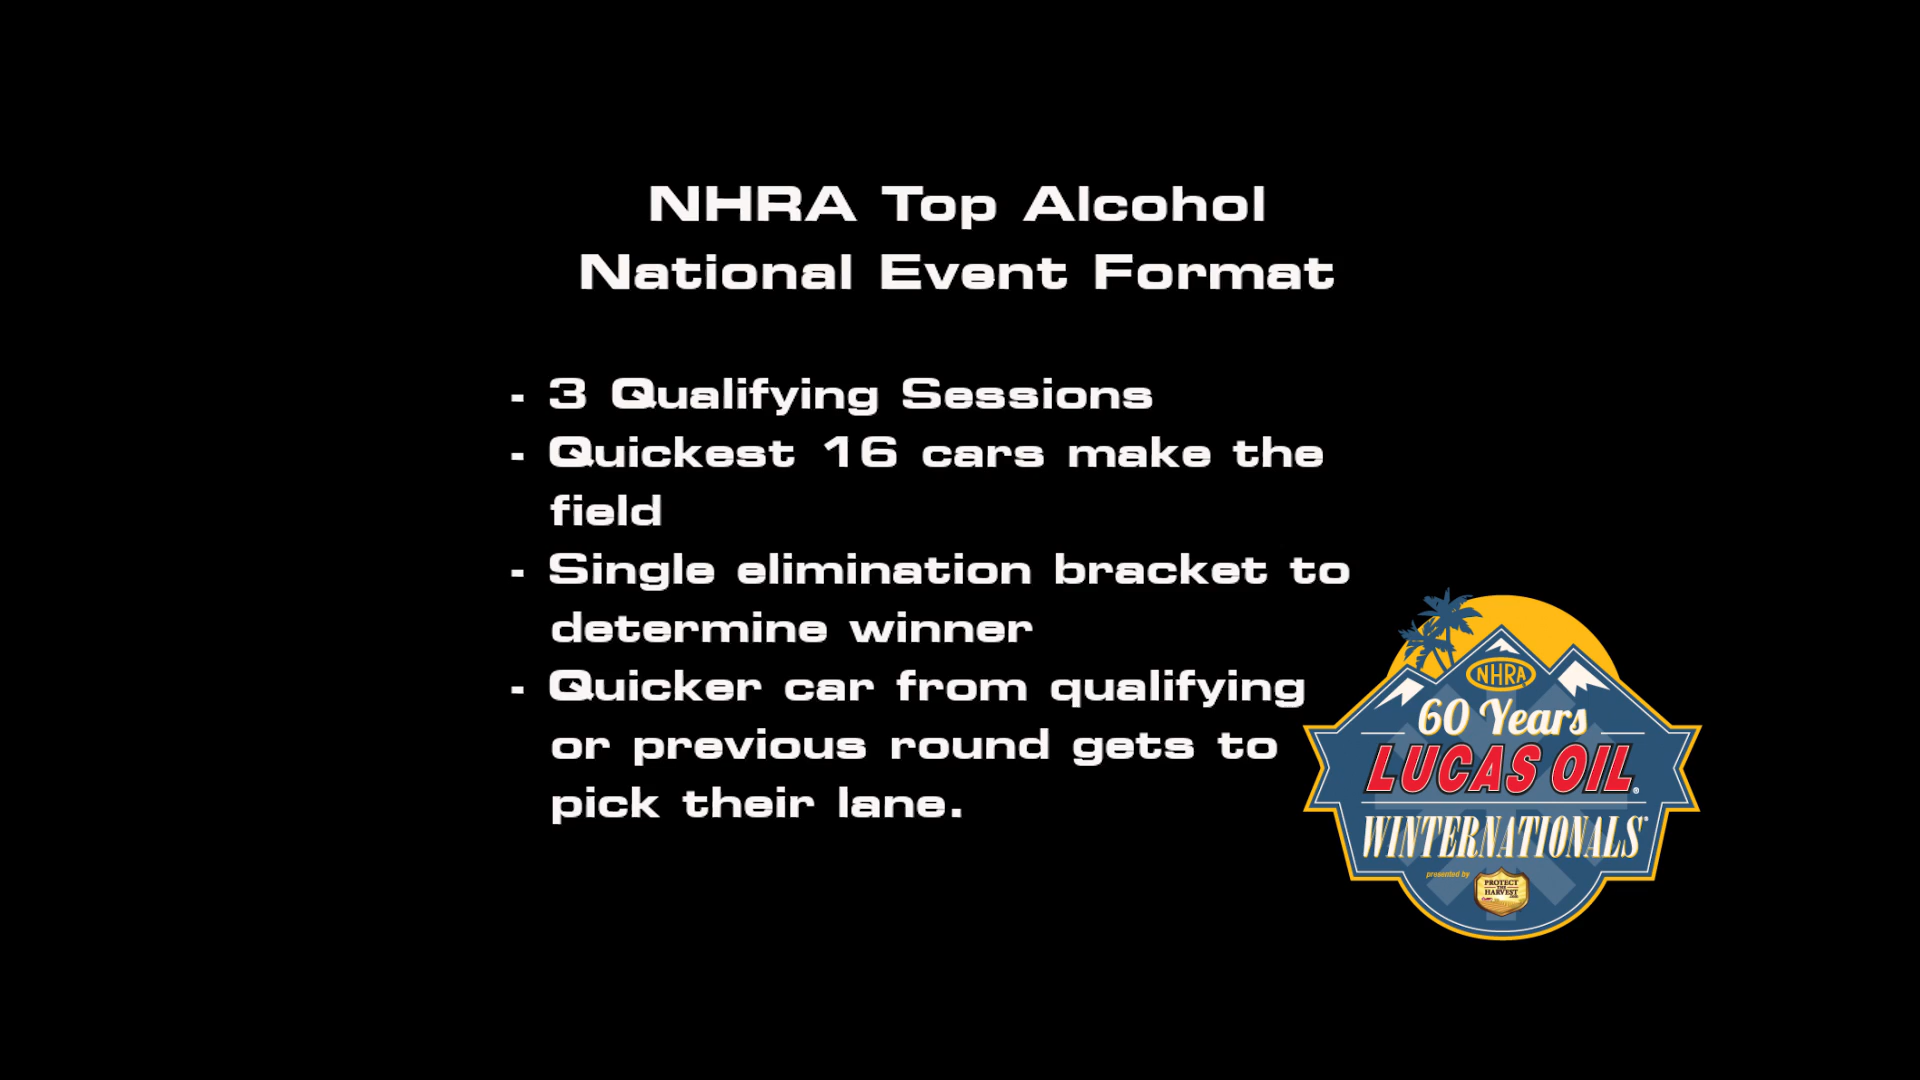 NHRA Top Alcohol
National Event Format
- 3 Qualifying Sessions
- Quickest 16 cars make the
field
- Single elimination bracket to
determine winner
- Quicker car from qualifying
or previous round gets to
pick their lane.
NHRA
60 Years
LUCAS OIL®
WINTERNATIONALS®
presented by
PROTECT
THE
HARVEST